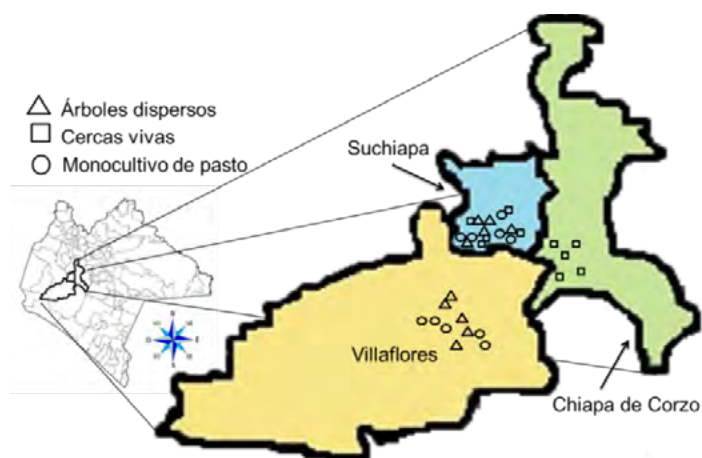 Árboles dispersos
Cercas vivas
Monocultivo de pasto
Suchiapa
Villaflores
Chiapa de Corzo